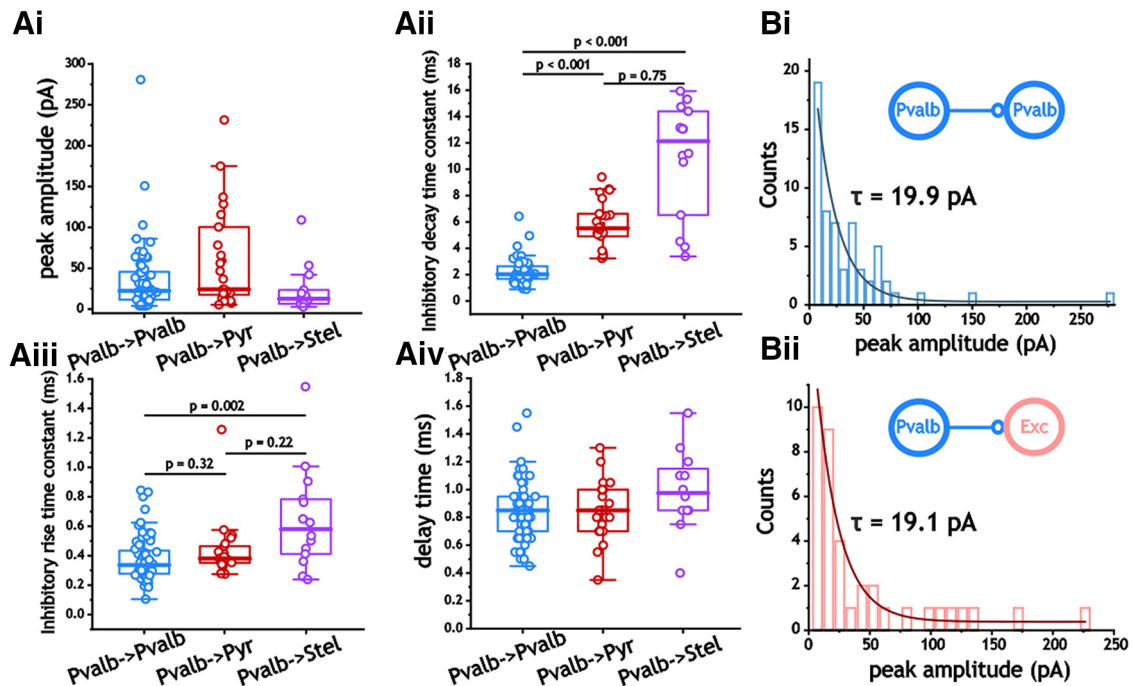 Ai
peak amplitude (pA)
300
250
200
150
100
50
0
Pvalb->Pvalb
Pvalb->Pyr
Pvalb->Stel
Aii
Inhibitory decay time constant (ms)
18
16
14
12
10
8
6
4
2
0
p < 0.001
p < 0.001
p = 0.75
Pvalb->Pvalb
Pvalb->Pyr
Pvalb->Stel
Bi
Counts
20
15
10
5
0
Pvalb
Pvalb
τ = 19.9 pA
0
50
100
150
200
250
peak amplitude (pA)
Aiii
Inhibitory rise time constant (ms)
1.6
1.4
1.2
1.0
0.8
0.6
0.4
0.2
0.0
p = 0.002
p = 0.22
p = 0.32
Pvalb->Pvalb
Pvalb->Pyr
Pvalb->Stel
Aiv
delay time (ms)
1.8
1.6
1.4
1.2
1.0
0.8
0.6
0.4
0.2
0.0
Pvalb->Pvalb
Pvalb->Pyr
Pvalb->Stel
Bii
Counts
10
8
6
4
2
0
Pvalb
Exc
τ = 19.1 pA
0
50
100
150
200
250
peak amplitude (pA)